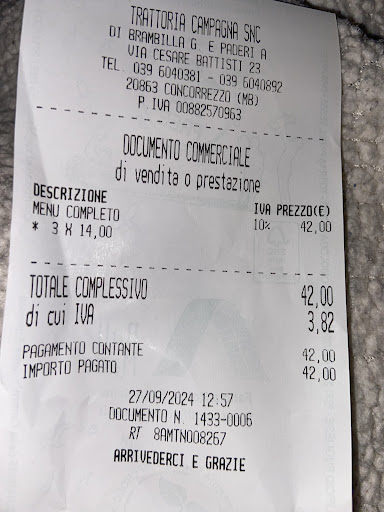 TRATTORIA CAMPAGNA SNC
DI BRAMBILLA G. E PADERI A
VIA CESARE BATTISTI 23
TEL 039 6040381 - 039 6040892
20863 CONCORREZZO (MB)
P.IVA 00882570963
DOCUMENTO COMMERCIALE
di vendita o prestazione
DESCRIZIONE IVA PREZZO(€)
MENU COMPLETO 10% 42,00
* 3 X 14,00
TOTALE COMPLESSIVO 42,00
di cui IVA 3,82
PAGAMENTO CONTANTE 42,00
IMPORTO PAGATO 42,00
27/09/2024 12:57
DOCUMENTO N. 1433-0006
RT 8AMTN008267
ARRIVEDERCI E GRAZIE